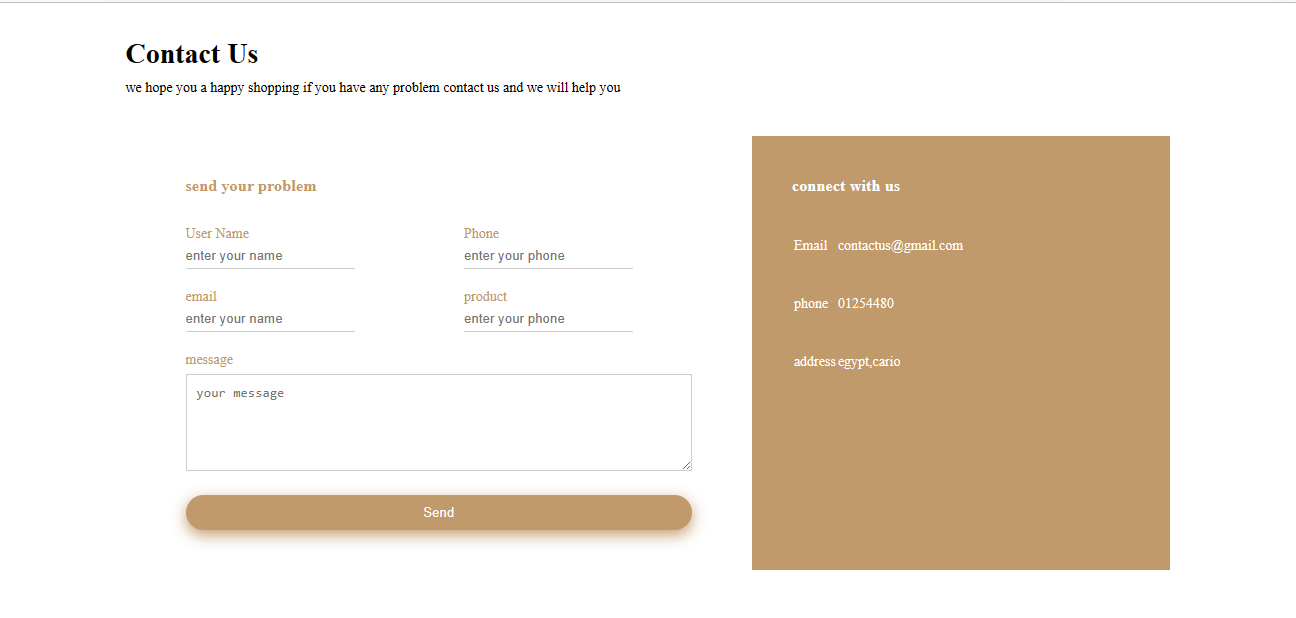 Contact Us
we hope you a happy shopping if you have any problem contact us and we will help you
send your problem
User Name
Phone
enter your name
enter your phone
email
product
enter your name
enter your phone
message
your message
Send
connect with us
Email contactus@gmail.com
phone 01254480
address egypt,cario